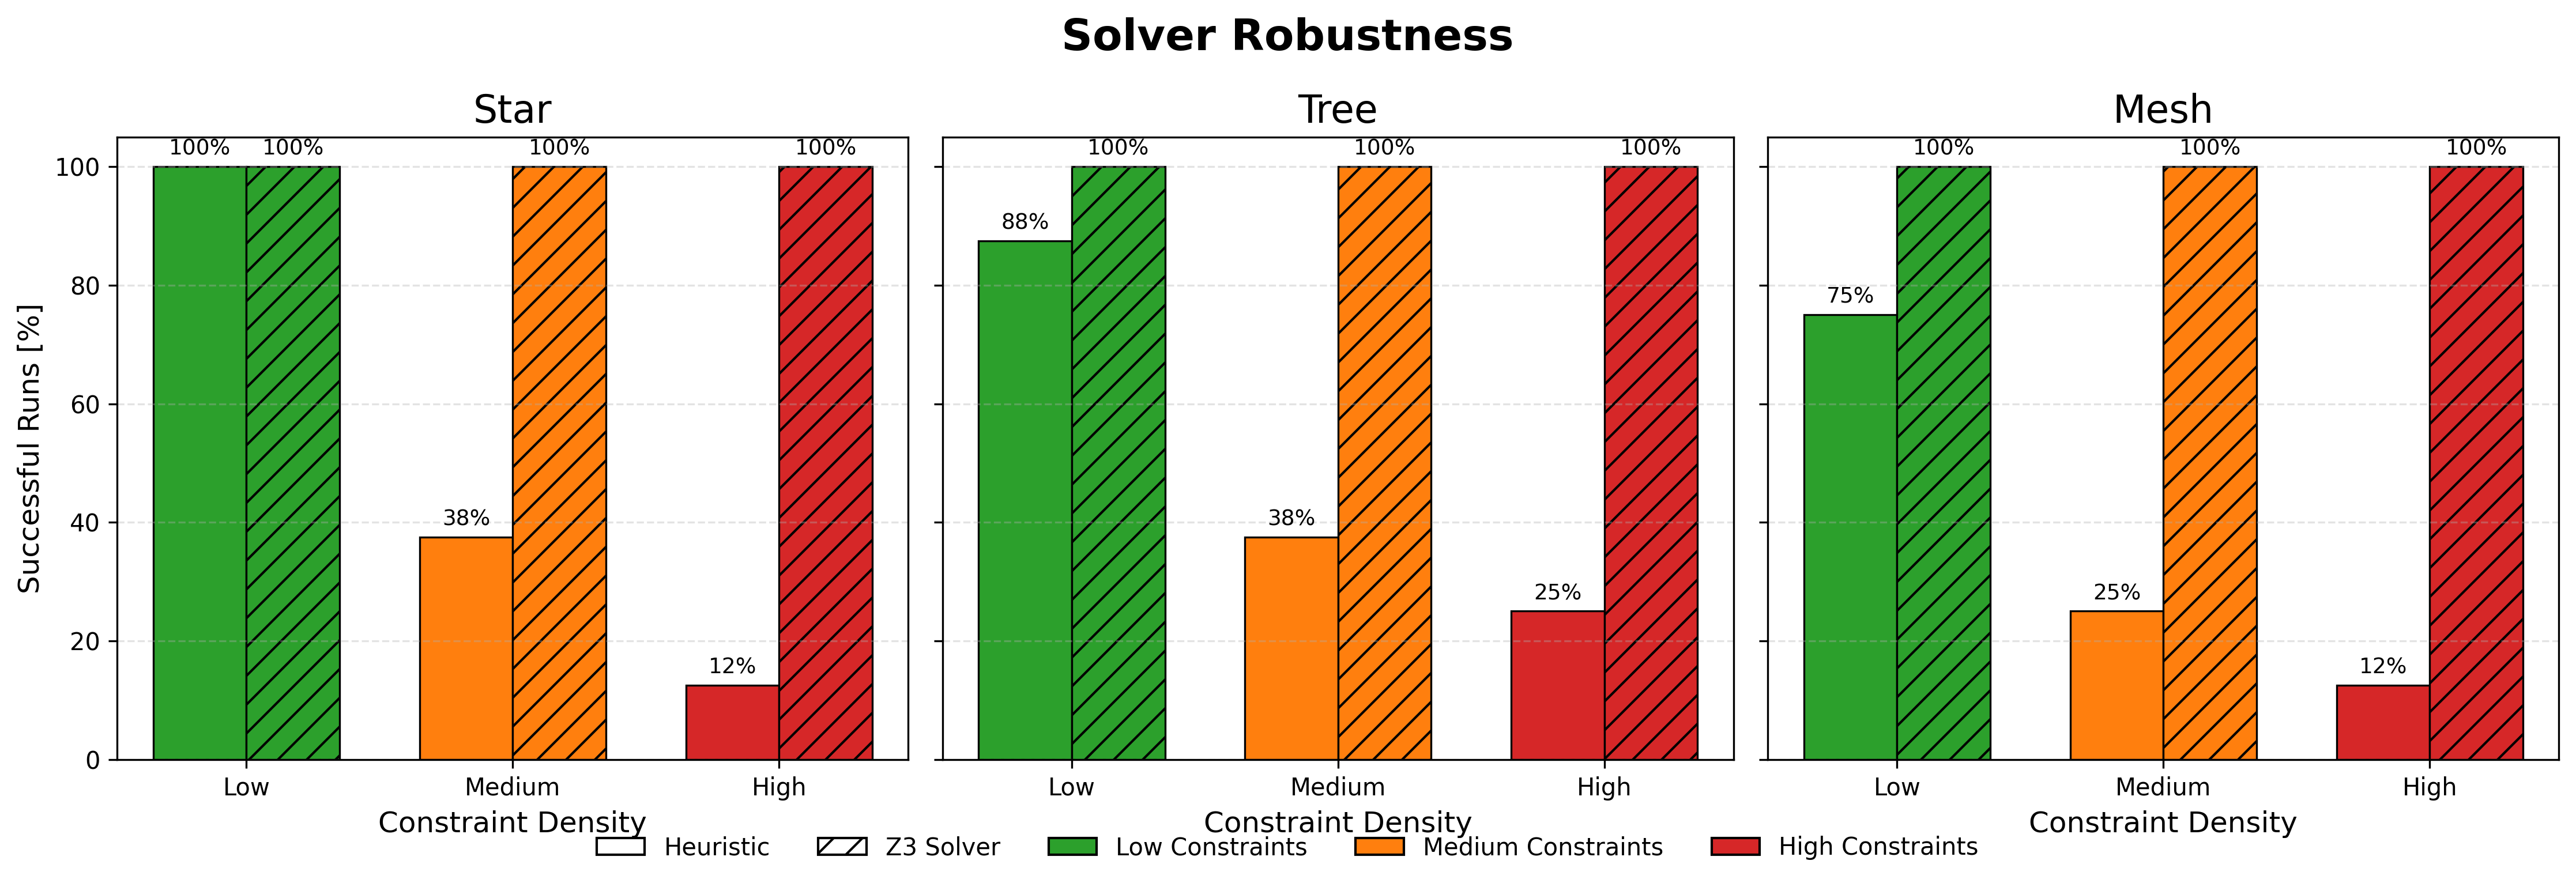 Solver Robustness
Star
Tree
Mesh
100%
100%
100%
100%
88%
100%
100%
100%
75%
100%
100%
100%
38%
12%
38%
25%
25%
12%
Successful Runs [%]
100
80
60
40
20
0
Low
Medium
High
Low
Medium
High
Low
Medium
High
Constraint Density
Constraint Density
Constraint Density
Heuristic
Z3 Solver
Low Constraints
Medium Constraints
High Constraints